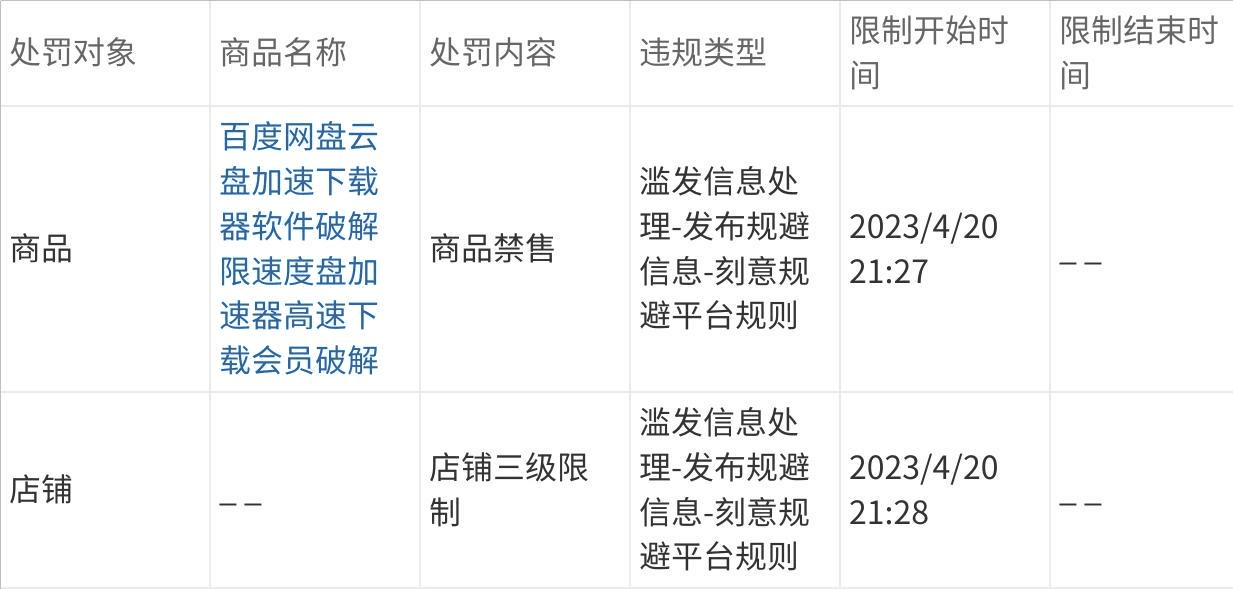 处罚对象
商品名称
处罚内容
违规类型
限制开始时
间
限制结束时
间
商品
百度网盘云
盘加速下载
器软件破解
限速度盘加
速器高速下
载会员破解
商品禁售
滥发信息处
理-发布规避
信息-刻意规
避平台规则
2023/4/20
21:27
– –
店铺
– –
店铺三级限
制
滥发信息处
理-发布规避
信息-刻意规
避平台规则
2023/4/20
21:28
– –